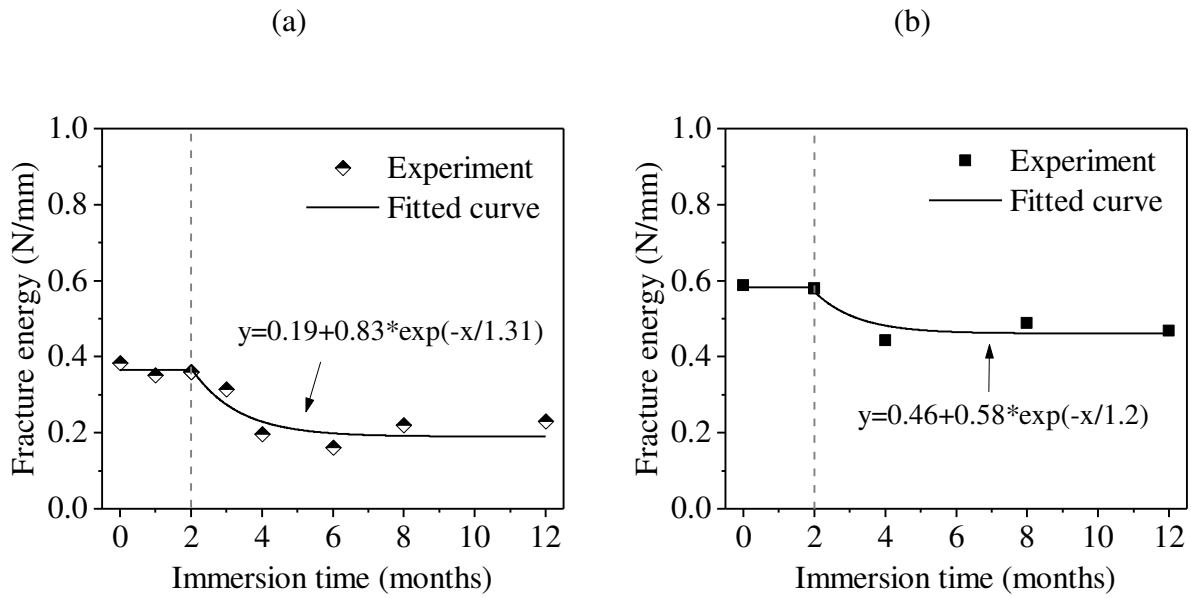 (a)
1.0
0.8
0.6
0.4
0.2
0.0
Fracture energy (N/mm)
Experiment
Fitted curve
y=0.19+0.83*exp(-x/1.31)
0 2 4 6 8 10 12
Immersion time (months)
(b)
1.0
0.8
0.6
0.4
0.2
0.0
Fracture energy (N/mm)
Experiment
Fitted curve
y=0.46+0.58*exp(-x/1.2)
0 2 4 6 8 10 12
Immersion time (months)